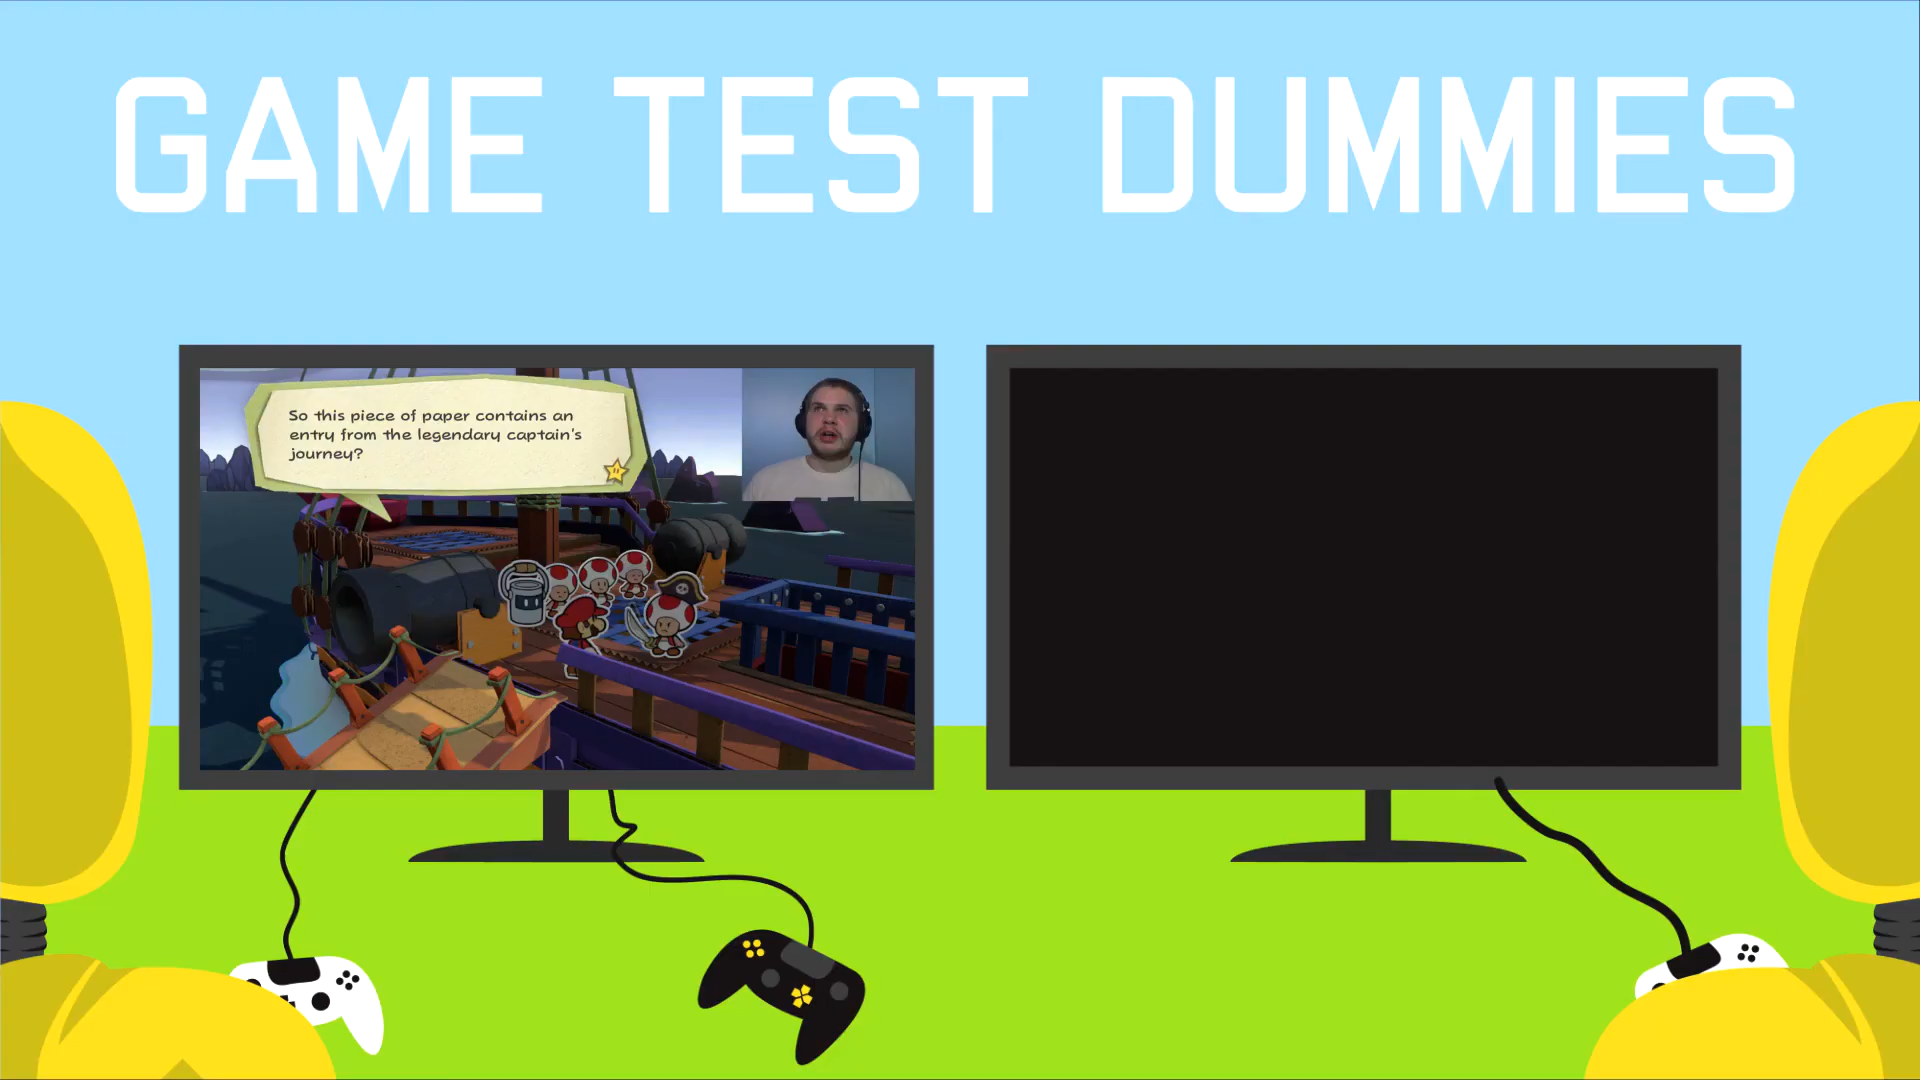 GAME TEST DUMMIES
So this piece of paper contains an
entry from the legendary captain's
journey?